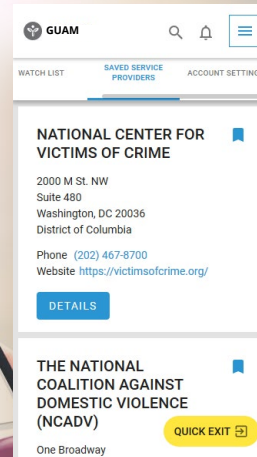 GUAM
WATCH LIST
SAVED SERVICE
PROVIDERS
ACCOUNT SETTING
NATIONAL CENTER FOR
VICTIMS OF CRIME
2000 M St. NW
Suite 480
Washington, DC 20036
District of Columbia
Phone (202) 467-8700
Website https://victimsofcrime.org/
DETAILS
THE NATIONAL
COALITION AGAINST
DOMESTIC VIOLENCE
(NCADV)
QUICK EXIT
One Broadway